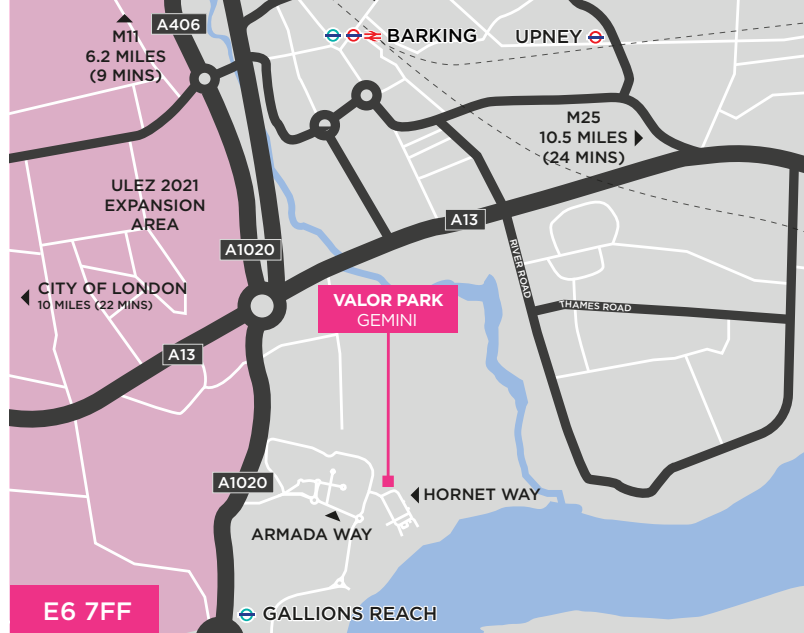 A406
M11
6.2 MILES
(9 MINS)
BARKING
UPNEY
M25
10.5 MILES
(24 MINS)
ULEZ 2021
EXPANSION
AREA
A13
A1020
RIVER ROAD
CITY OF LONDON
10 MILES (22 MINS)
VALOR PARK
GEMINI
THAMES ROAD
A13
A1020
HORNET WAY
ARMADA WAY
E6 7FF
GALLIONS REACH